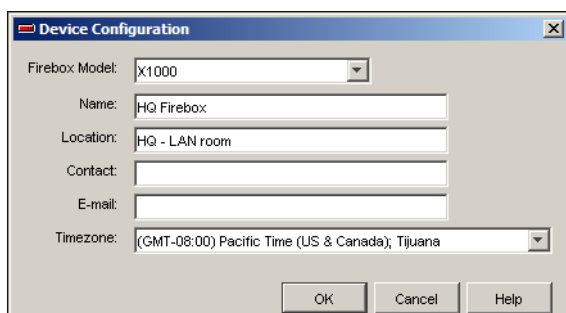 Device Configuration
Firebox Model: X1000
Name: HQ Firebox
Location: HQ - LAN room
Contact:
E-mail:
Timezone: (GMT-08:00) Pacific Time (US & Canada); Tijuana
OK Cancel Help